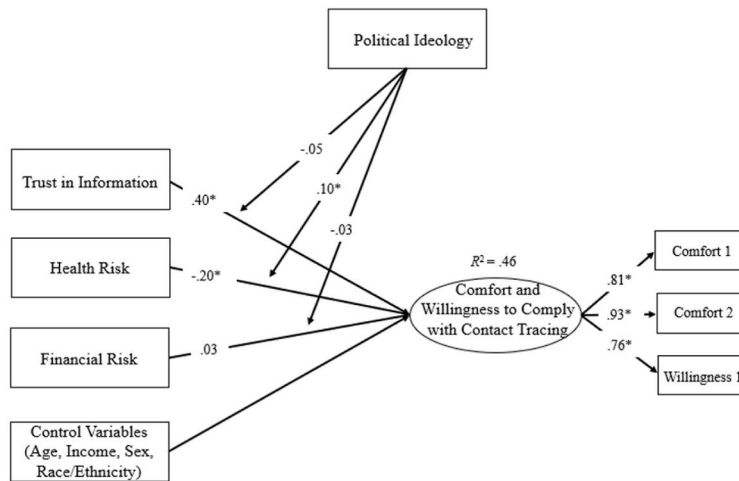 Political Ideology
-.05
Trust in Information
.40*
.10*
-.03
Health Risk
-.20*
R² = .46
Comfort and
Willingness to Comply
with Contact Tracing
Comfort 1
.81*
Comfort 2
.93*
Financial Risk
.03
.76*
Willingness 1
Control Variables
(Age, Income, Sex,
Race/Ethnicity)